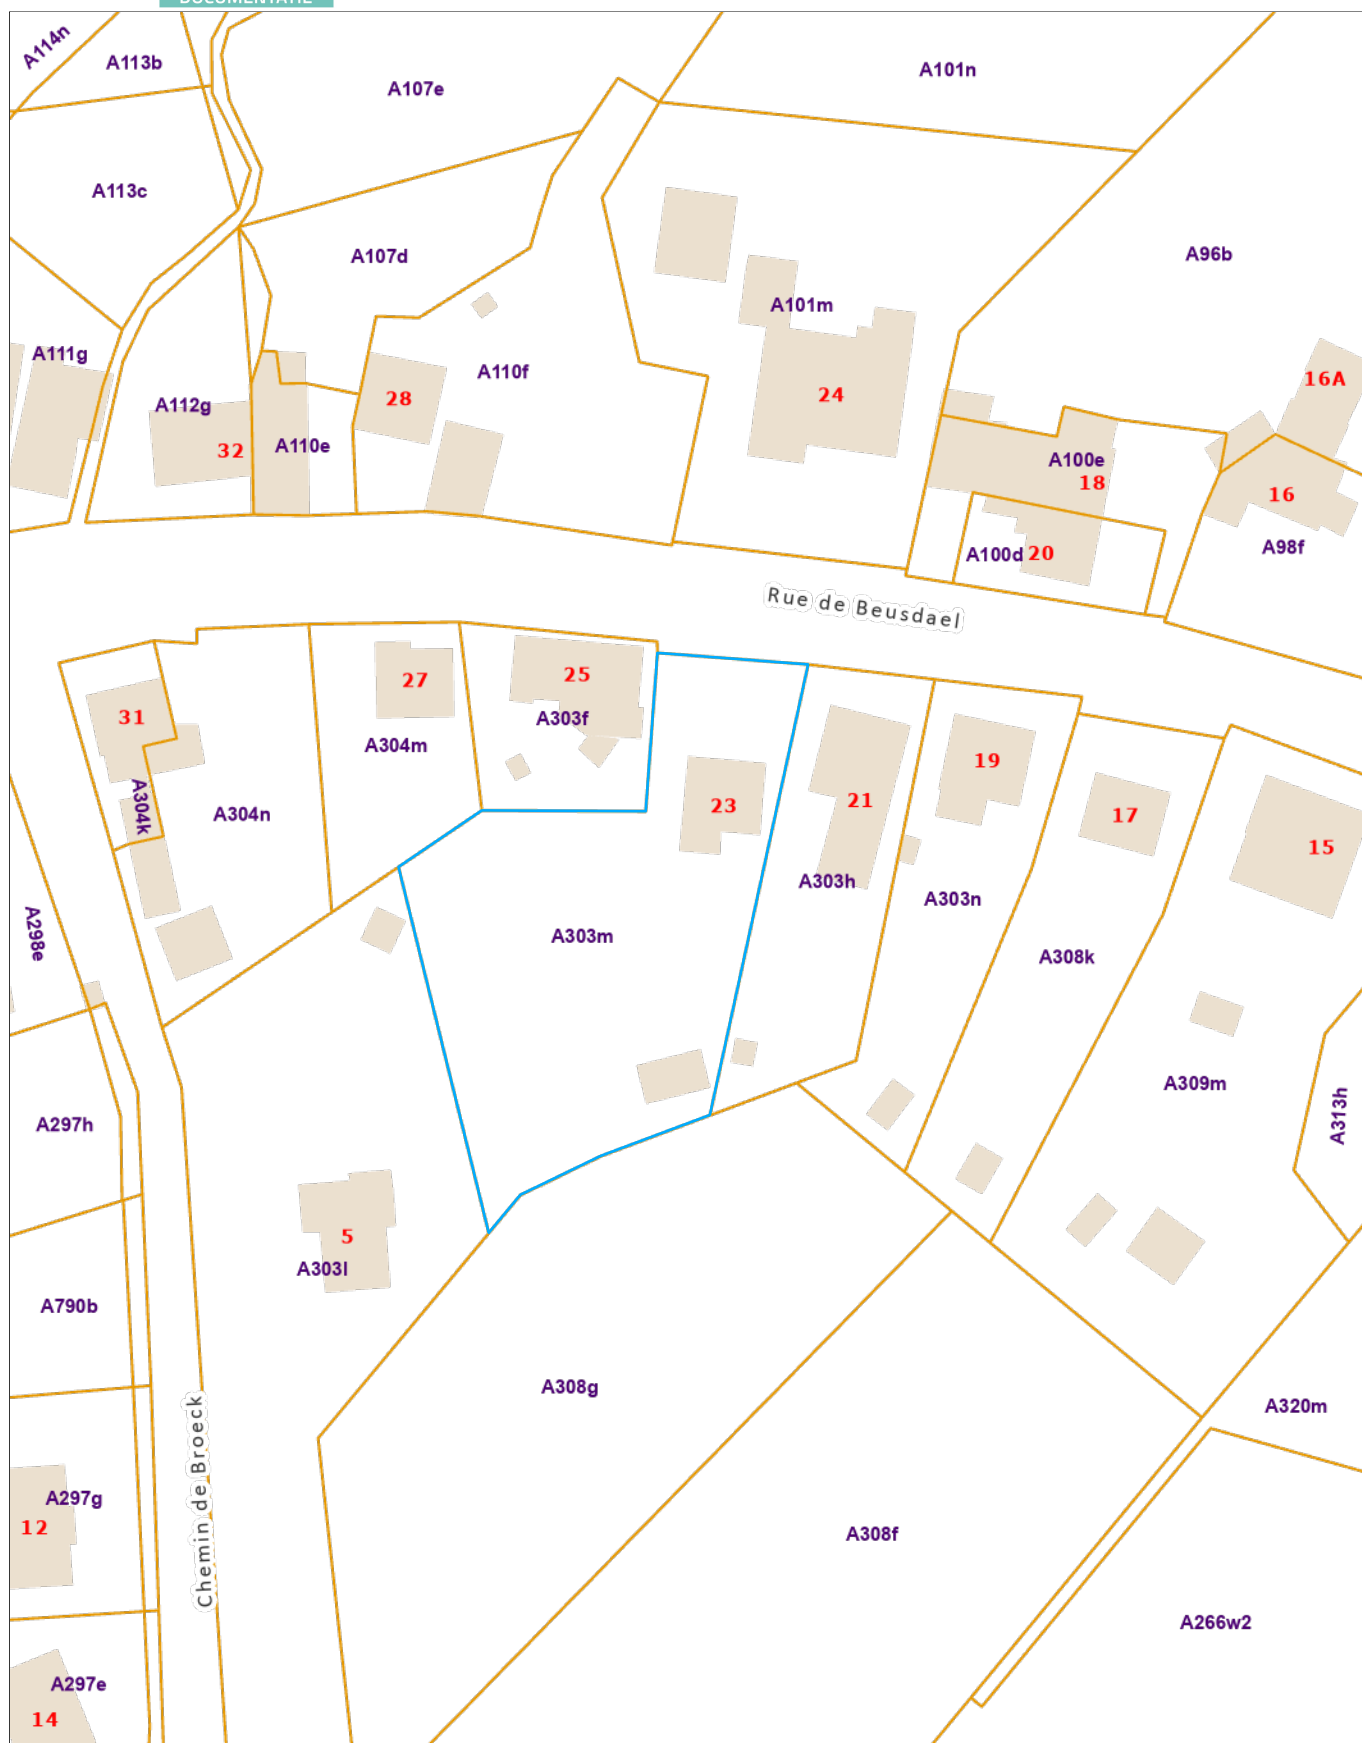 DOCUMENTATIE
A114n
A113b
A107e
A101n
A113c
A107d
A96b
A101m
A111g
A110f
16A
24
28
A112g
32
A110e
A100e
18
16
A100d
20
A98f
Rue de Beusdael
31
27
25
A303f
A304m
19
A304k
A304n
23
21
17
15
A303h
A303n
A298e
A303m
A308k
A309m
A313h
A297h
5
A303l
A790b
A308g
A320m
Chemin de Broeck
A297g
12
A308f
A266w2
A297e
14